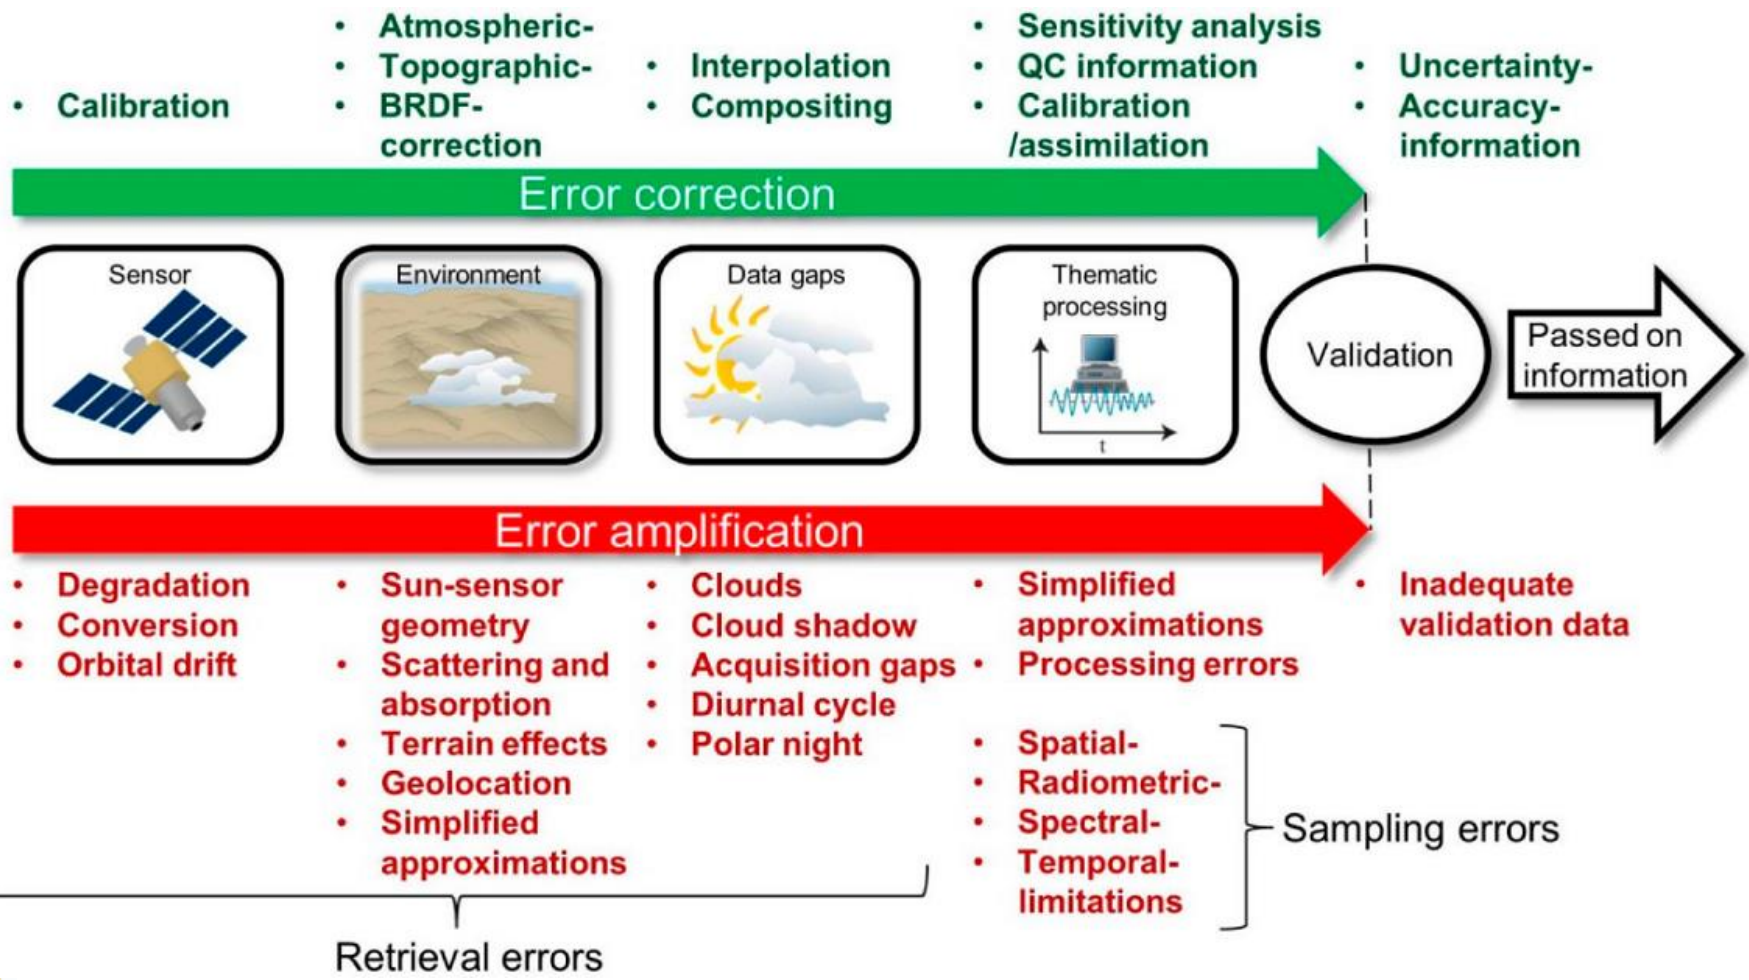 • Calibration
• Atmospheric-
• Topographic-
• BRDF-
correction
• Interpolation
• Compositing
• Sensitivity analysis
• QC information
• Calibration
/assimilation
• Uncertainty-
• Accuracy-
information
Error correction
Sensor
Environment
Data gaps
Thematic
processing
t
Validation
Passed on
information
Error amplification
• Degradation
• Conversion
• Orbital drift
• Sun-sensor
geometry
• Scattering and
absorption
• Terrain effects
• Geolocation
• Simplified
approximations
• Clouds
• Cloud shadow
• Acquisition gaps
• Diurnal cycle
• Polar night
• Simplified
approximations
• Processing errors
• Spatial-
• Radiometric-
• Spectral-
• Temporal-
limitations
• Inadequate
validation data
Sampling errors
Retrieval errors